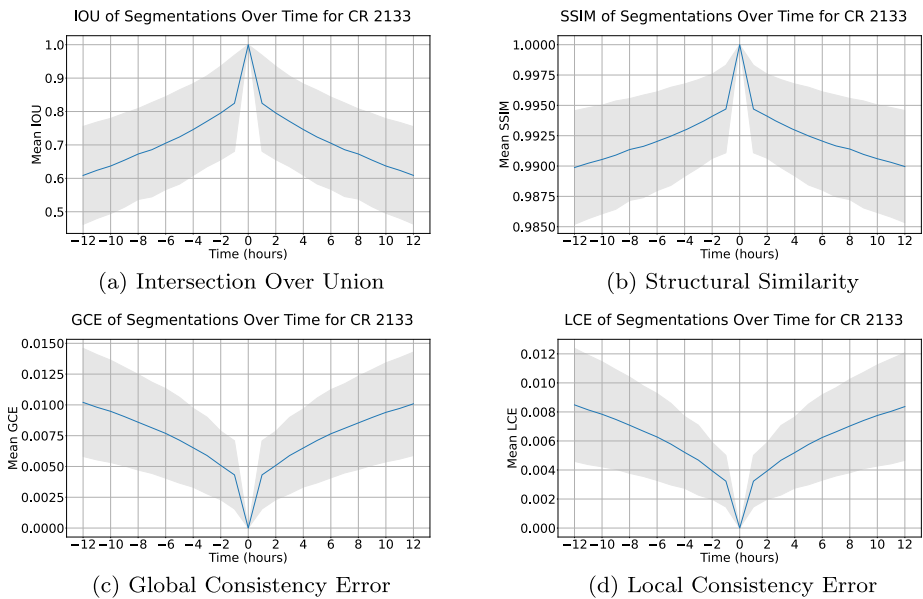 IOU of Segmentations Over Time for CR 2133
1.0
0.9
0.8
0.7
0.6
0.5
Mean IOU
−12 −10 −8 −6 −4 −2 0 2 4 6 8 10 12
Time (hours)
(a) Intersection Over Union
SSIM of Segmentations Over Time for CR 2133
1.0000
0.9975
0.9950
0.9925
0.9900
0.9875
0.9850
Mean SSIM
−12 −10 −8 −6 −4 −2 0 2 4 6 8 10 12
Time (hours)
(b) Structural Similarity
GCE of Segmentations Over Time for CR 2133
0.0150
0.0125
0.0100
0.0075
0.0050
0.0025
0.0000
Mean GCE
−12 −10 −8 −6 −4 −2 0 2 4 6 8 10 12
Time (hours)
(c) Global Consistency Error
LCE of Segmentations Over Time for CR 2133
0.012
0.010
0.008
0.006
0.004
0.002
0.000
Mean LCE
−12 −10 −8 −6 −4 −2 0 2 4 6 8 10 12
Time (hours)
(d) Local Consistency Error